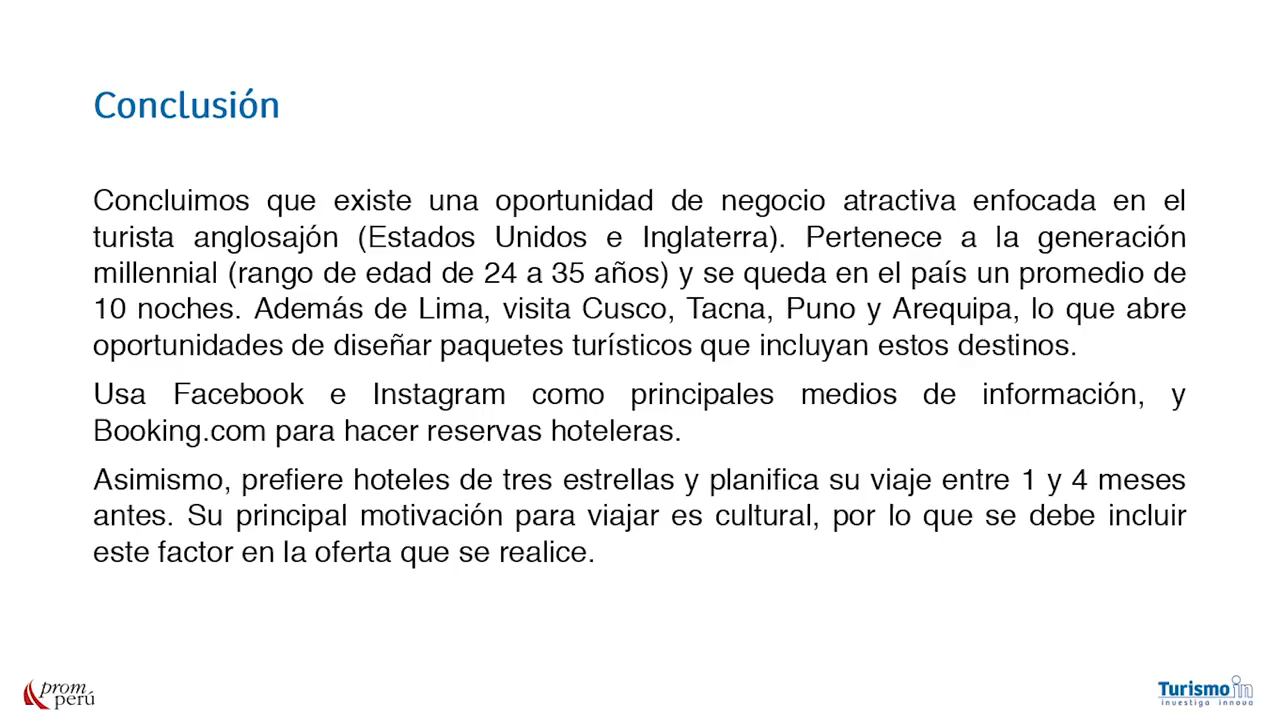 Conclusión
Concluimos que existe una oportunidad de negocio atractiva enfocada en el
turista anglosajón (Estados Unidos e Inglaterra). Pertenece a la generación
millennial (rango de edad de 24 a 35 años) y se queda en el país un promedio de
10 noches. Además de Lima, visita Cusco, Tacna, Puno y Arequipa, lo que abre
oportunidades de diseñar paquetes turísticos que incluyan estos destinos.
Usa Facebook e Instagram como principales medios de información, y
Booking.com para hacer reservas hoteleras.
Asimismo, prefiere hoteles de tres estrellas y planifica su viaje entre 1 y 4 meses
antes. Su principal motivación para viajar es cultural, por lo que se debe incluir
este factor en la oferta que se realice.
prom
perú
Turismo in
investiga innova